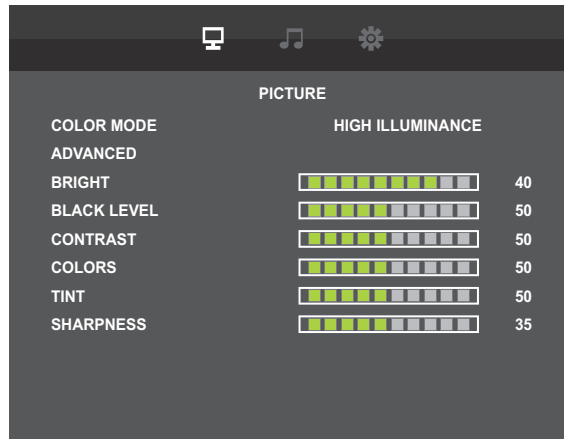 PICTURE
COLOR MODE HIGH ILLUMINANCE
ADVANCED
BRIGHT 40
BLACK LEVEL 50
CONTRAST 50
COLORS 50
TINT 50
SHARPNESS 35